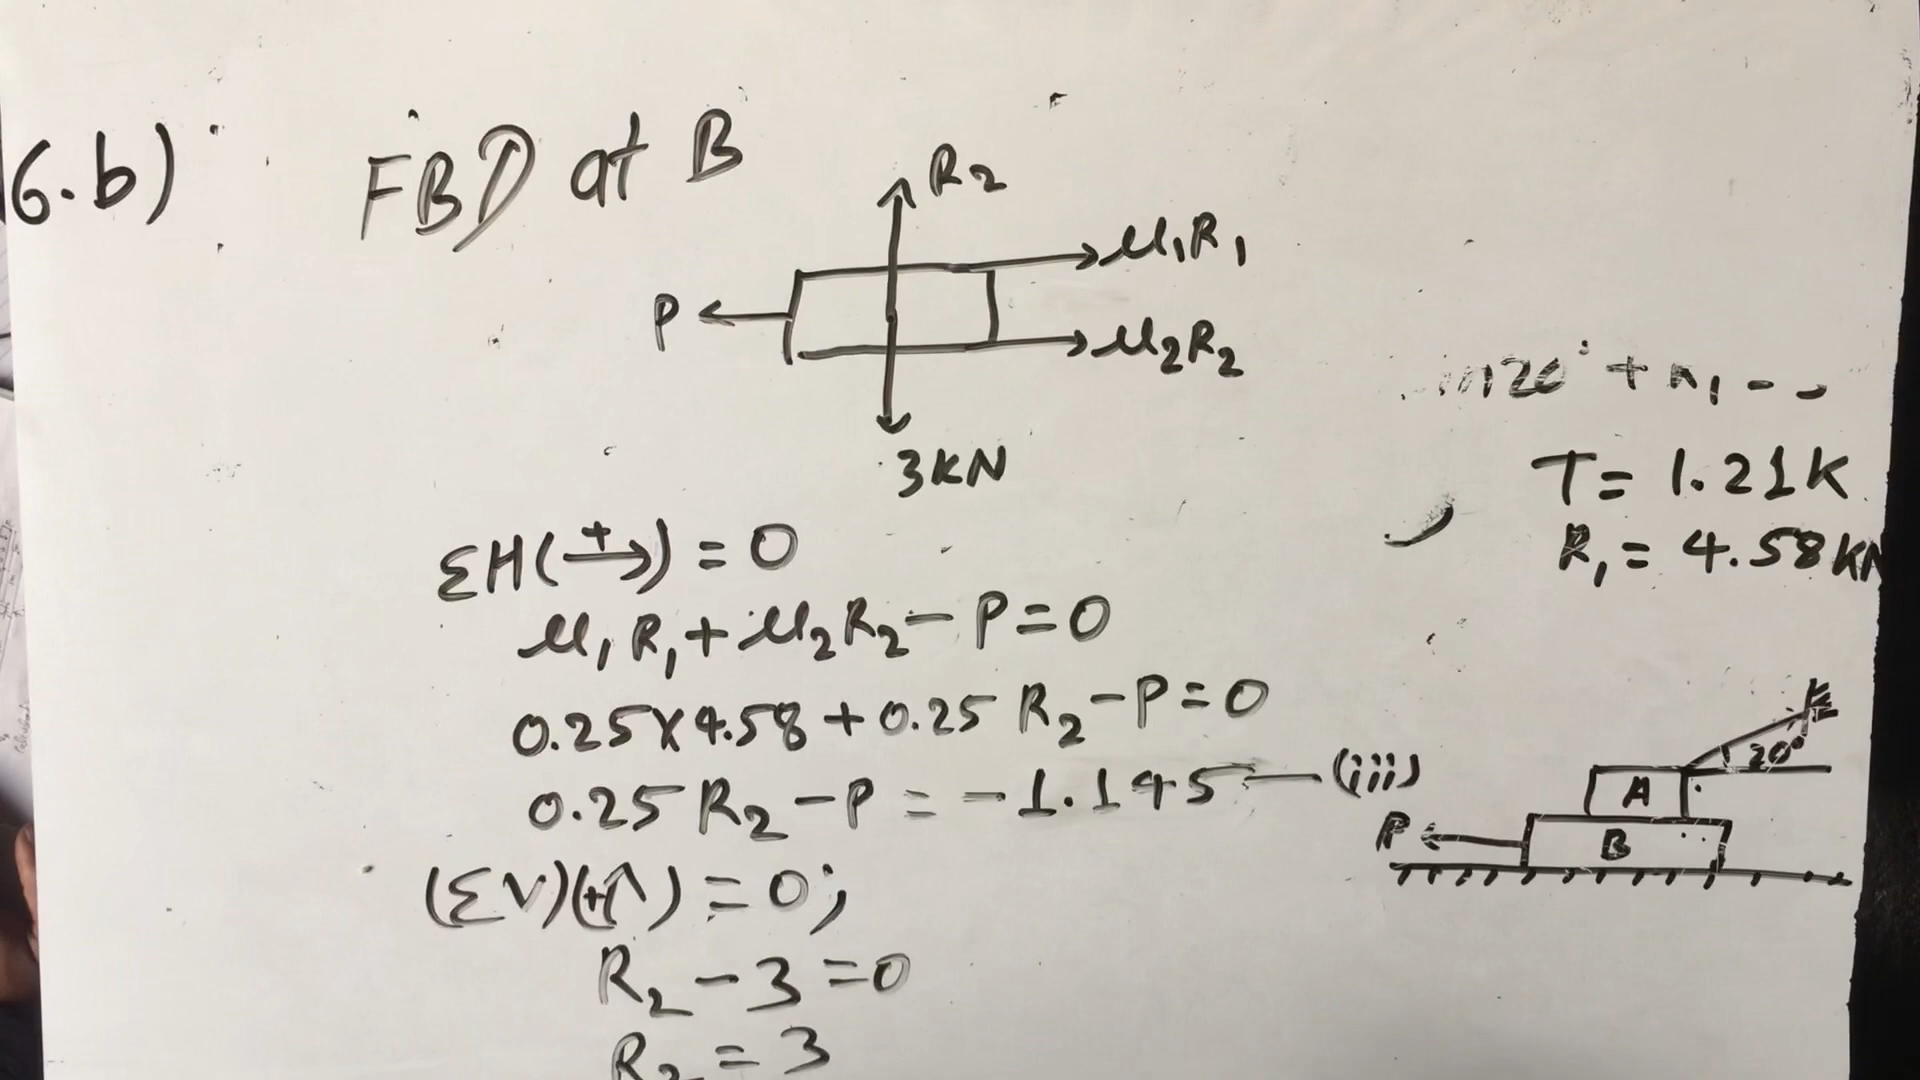 6.b)
FBD at B
R2
μ1R1
P
μ2R2
3KN
ΣH(+→) = 0
μ1R1 + μ2R2 - P = 0
0.25×4.58 + 0.25 R2 - P = 0
0.25 R2 - P = -1.145 — (iii)
(ΣV)(+↑) = 0;
R2 - 3 = 0
R2 = 3
T = 1.21K
R1 = 4.58KN
20°
A
P
B